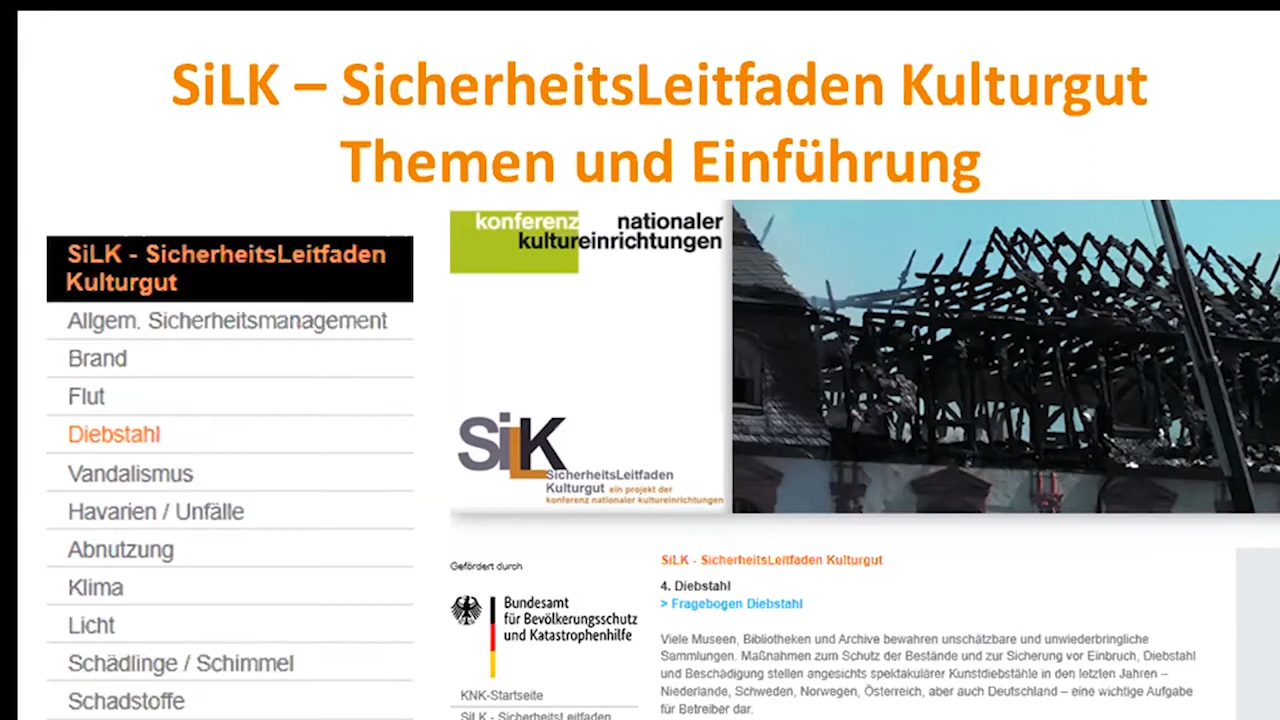 SiLK – SicherheitsLeitfaden Kulturgut
Themen und Einführung
SiLK - SicherheitsLeitfaden
Kulturgut
Allgem. Sicherheitsmanagement
Brand
Flut
Diebstahl
Vandalismus
Havarien / Unfälle
Abnutzung
Klima
Licht
Schädlinge / Schimmel
Schadstoffe
konferenz nationaler
kultureinrichtungen
SiLK
SicherheitsLeitfaden
Kulturgut ein projekt der
konferenz nationaler kultureinrichtungen
Gefördert durch
Bundesamt
für Bevölkerungsschutz
und Katastrophenhilfe
KNK-Startseite
SiLK - SicherheitsLeitfaden
SiLK - SicherheitsLeitfaden Kulturgut
4. Diebstahl
> Fragebogen Diebstahl
Viele Museen, Bibliotheken und Archive bewahren unschätzbare und unwiederbringliche
Sammlungen. Maßnahmen zum Schutz der Bestände und zur Sicherung vor Einbruch, Diebstahl
und Beschädigung stellen angesichts spektakulärer Kunstdiebstähle in den letzten Jahren –
Niederlande, Schweden, Norwegen, Österreich, aber auch Deutschland – eine wichtige Aufgabe
für Betreiber dar.